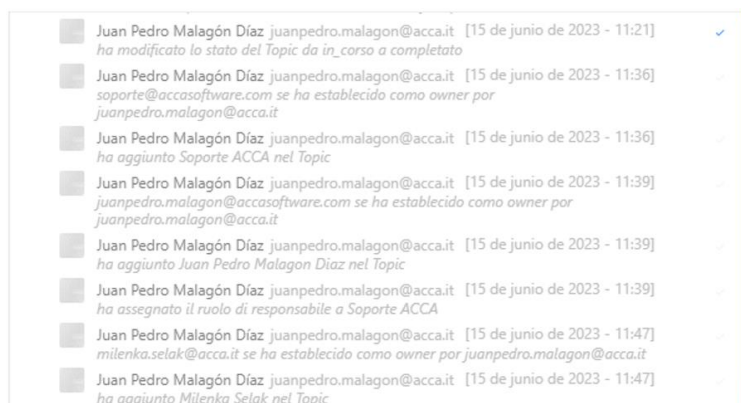 Juan Pedro Malagón Díaz juanpedro.malagon@acca.it [15 de junio de 2023 - 11:21]
ha modificato lo stato del Topic da in_corso a completato
Juan Pedro Malagón Díaz juanpedro.malagon@acca.it [15 de junio de 2023 - 11:36]
soporte@accasoftware.com se ha establecido como owner por
juanpedro.malagon@acca.it
Juan Pedro Malagón Díaz juanpedro.malagon@acca.it [15 de junio de 2023 - 11:36]
ha aggiunto Soporte ACCA nel Topic
Juan Pedro Malagón Díaz juanpedro.malagon@acca.it [15 de junio de 2023 - 11:39]
juanpedro.malagon@accasoftware.com se ha establecido como owner por
juanpedro.malagon@acca.it
Juan Pedro Malagón Díaz juanpedro.malagon@acca.it [15 de junio de 2023 - 11:39]
ha aggiunto Juan Pedro Malagon Diaz nel Topic
Juan Pedro Malagón Díaz juanpedro.malagon@acca.it [15 de junio de 2023 - 11:39]
ha assegnato il ruolo di responsabile a Soporte ACCA
Juan Pedro Malagón Díaz juanpedro.malagon@acca.it [15 de junio de 2023 - 11:47]
milenka.selak@acca.it se ha establecido como owner por juanpedro.malagon@acca.it
Juan Pedro Malagón Díaz juanpedro.malagon@acca.it [15 de junio de 2023 - 11:47]
ha aggiunto Milenka Selak nel Topic